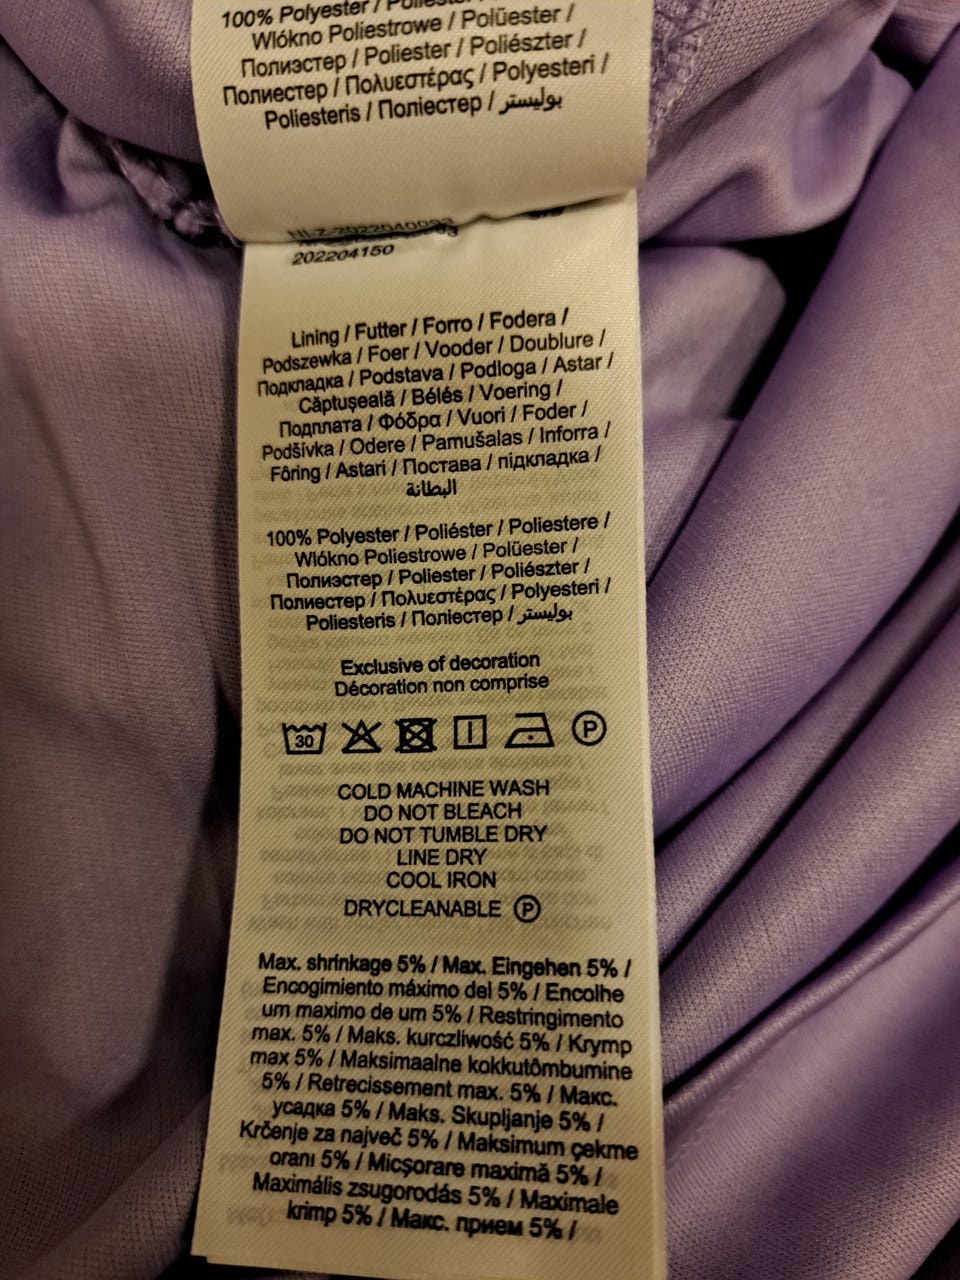 100% Polyester /
Włókno Poliestrowe / Polüester /
Полиэстер / Poliester / Poliészter /
Полиестер / Πολυεστέρας / Polyesteri /
Poliesteris / Поліестер / بوليستر
202204150
Lining / Futter / Forro / Fodera /
Podszewka / Foer / Vooder / Doublure /
Подкладка / Podstava / Podloga / Astar /
Căptușeală / Bélés / Voering /
Подплата / Φόδρα / Vuori / Foder /
Podšívka / Odere / Pamušalas / Inforra /
Fôring / Astari / Постава / підкладка /
البطانة
100% Polyester / Poliéster / Poliestere /
Włókno Poliestrowe / Polüester /
Полиэстер / Poliester / Poliészter /
Полиестер / Πολυεστέρας / Polyesteri /
Poliesteris / Поліестер / بوليستر
Exclusive of decoration
Décoration non comprise
30 P
COLD MACHINE WASH
DO NOT BLEACH
DO NOT TUMBLE DRY
LINE DRY
COOL IRON
DRYCLEANABLE P
Max. shrinkage 5% / Max. Eingehen 5% /
Encogimiento máximo del 5% / Encolhe
um maximo de um 5% / Restringimento
max. 5% / Maks. kurczliwość 5% / Krymp
max 5% / Maksimaalne kokkutõmbumine
5% / Retrecissement max. 5% / Макс.
усадка 5% / Maks. Skupljanje 5% /
Krčenje za največ 5% / Maksimum çekme
oranı 5% / Micșorare maximă 5% /
Maximális zsugorodás 5% / Maximale
krimp 5% / Макс. прием 5% /